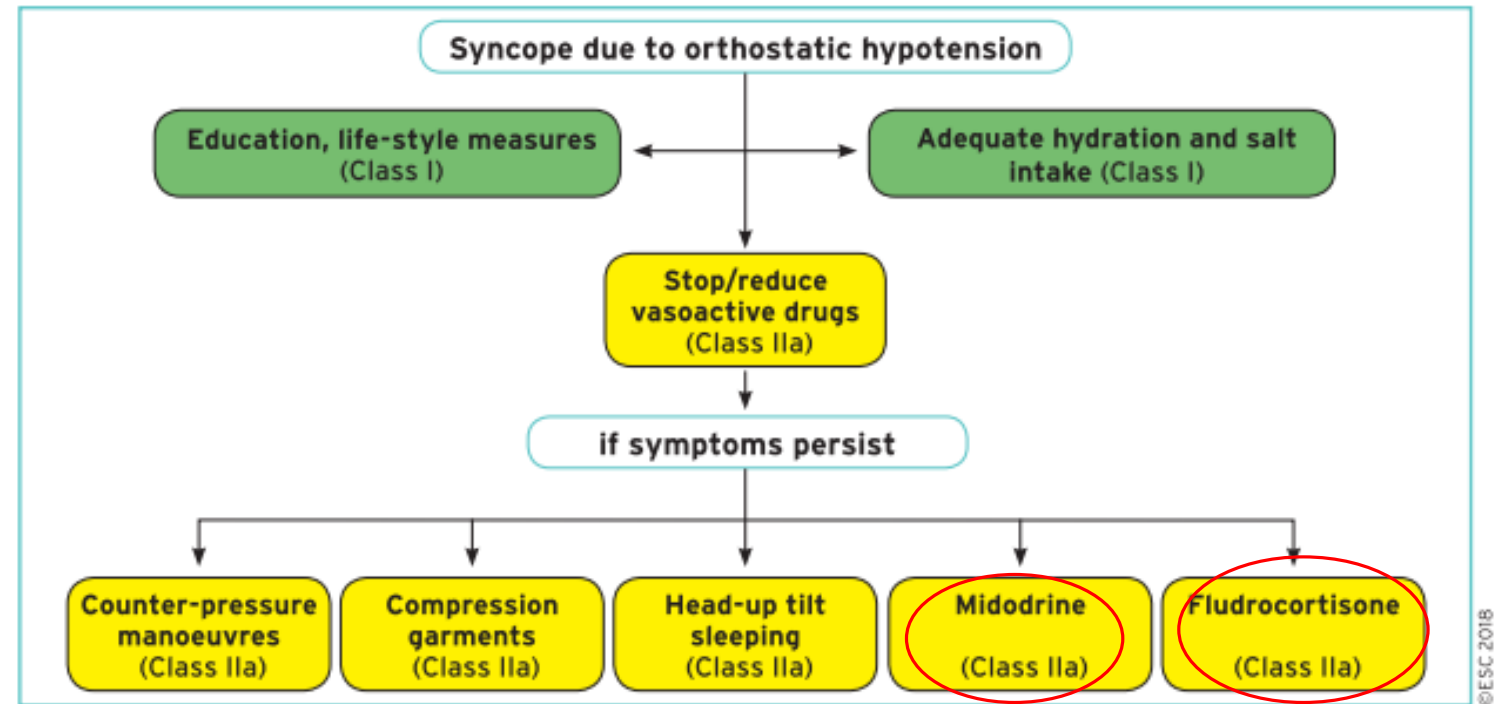 Syncope due to orthostatic hypotension
Education, life-style measures
(Class I)
Adequate hydration and salt
intake (Class I)
Stop/reduce
vasoactive drugs
(Class IIa)
if symptoms persist
Counter-pressure
manoeuvres
(Class IIa)
Compression
garments
(Class IIa)
Head-up tilt
sleeping
(Class IIa)
Midodrine
(Class IIa)
Fludrocortisone
(Class IIa)
©ESC 2018